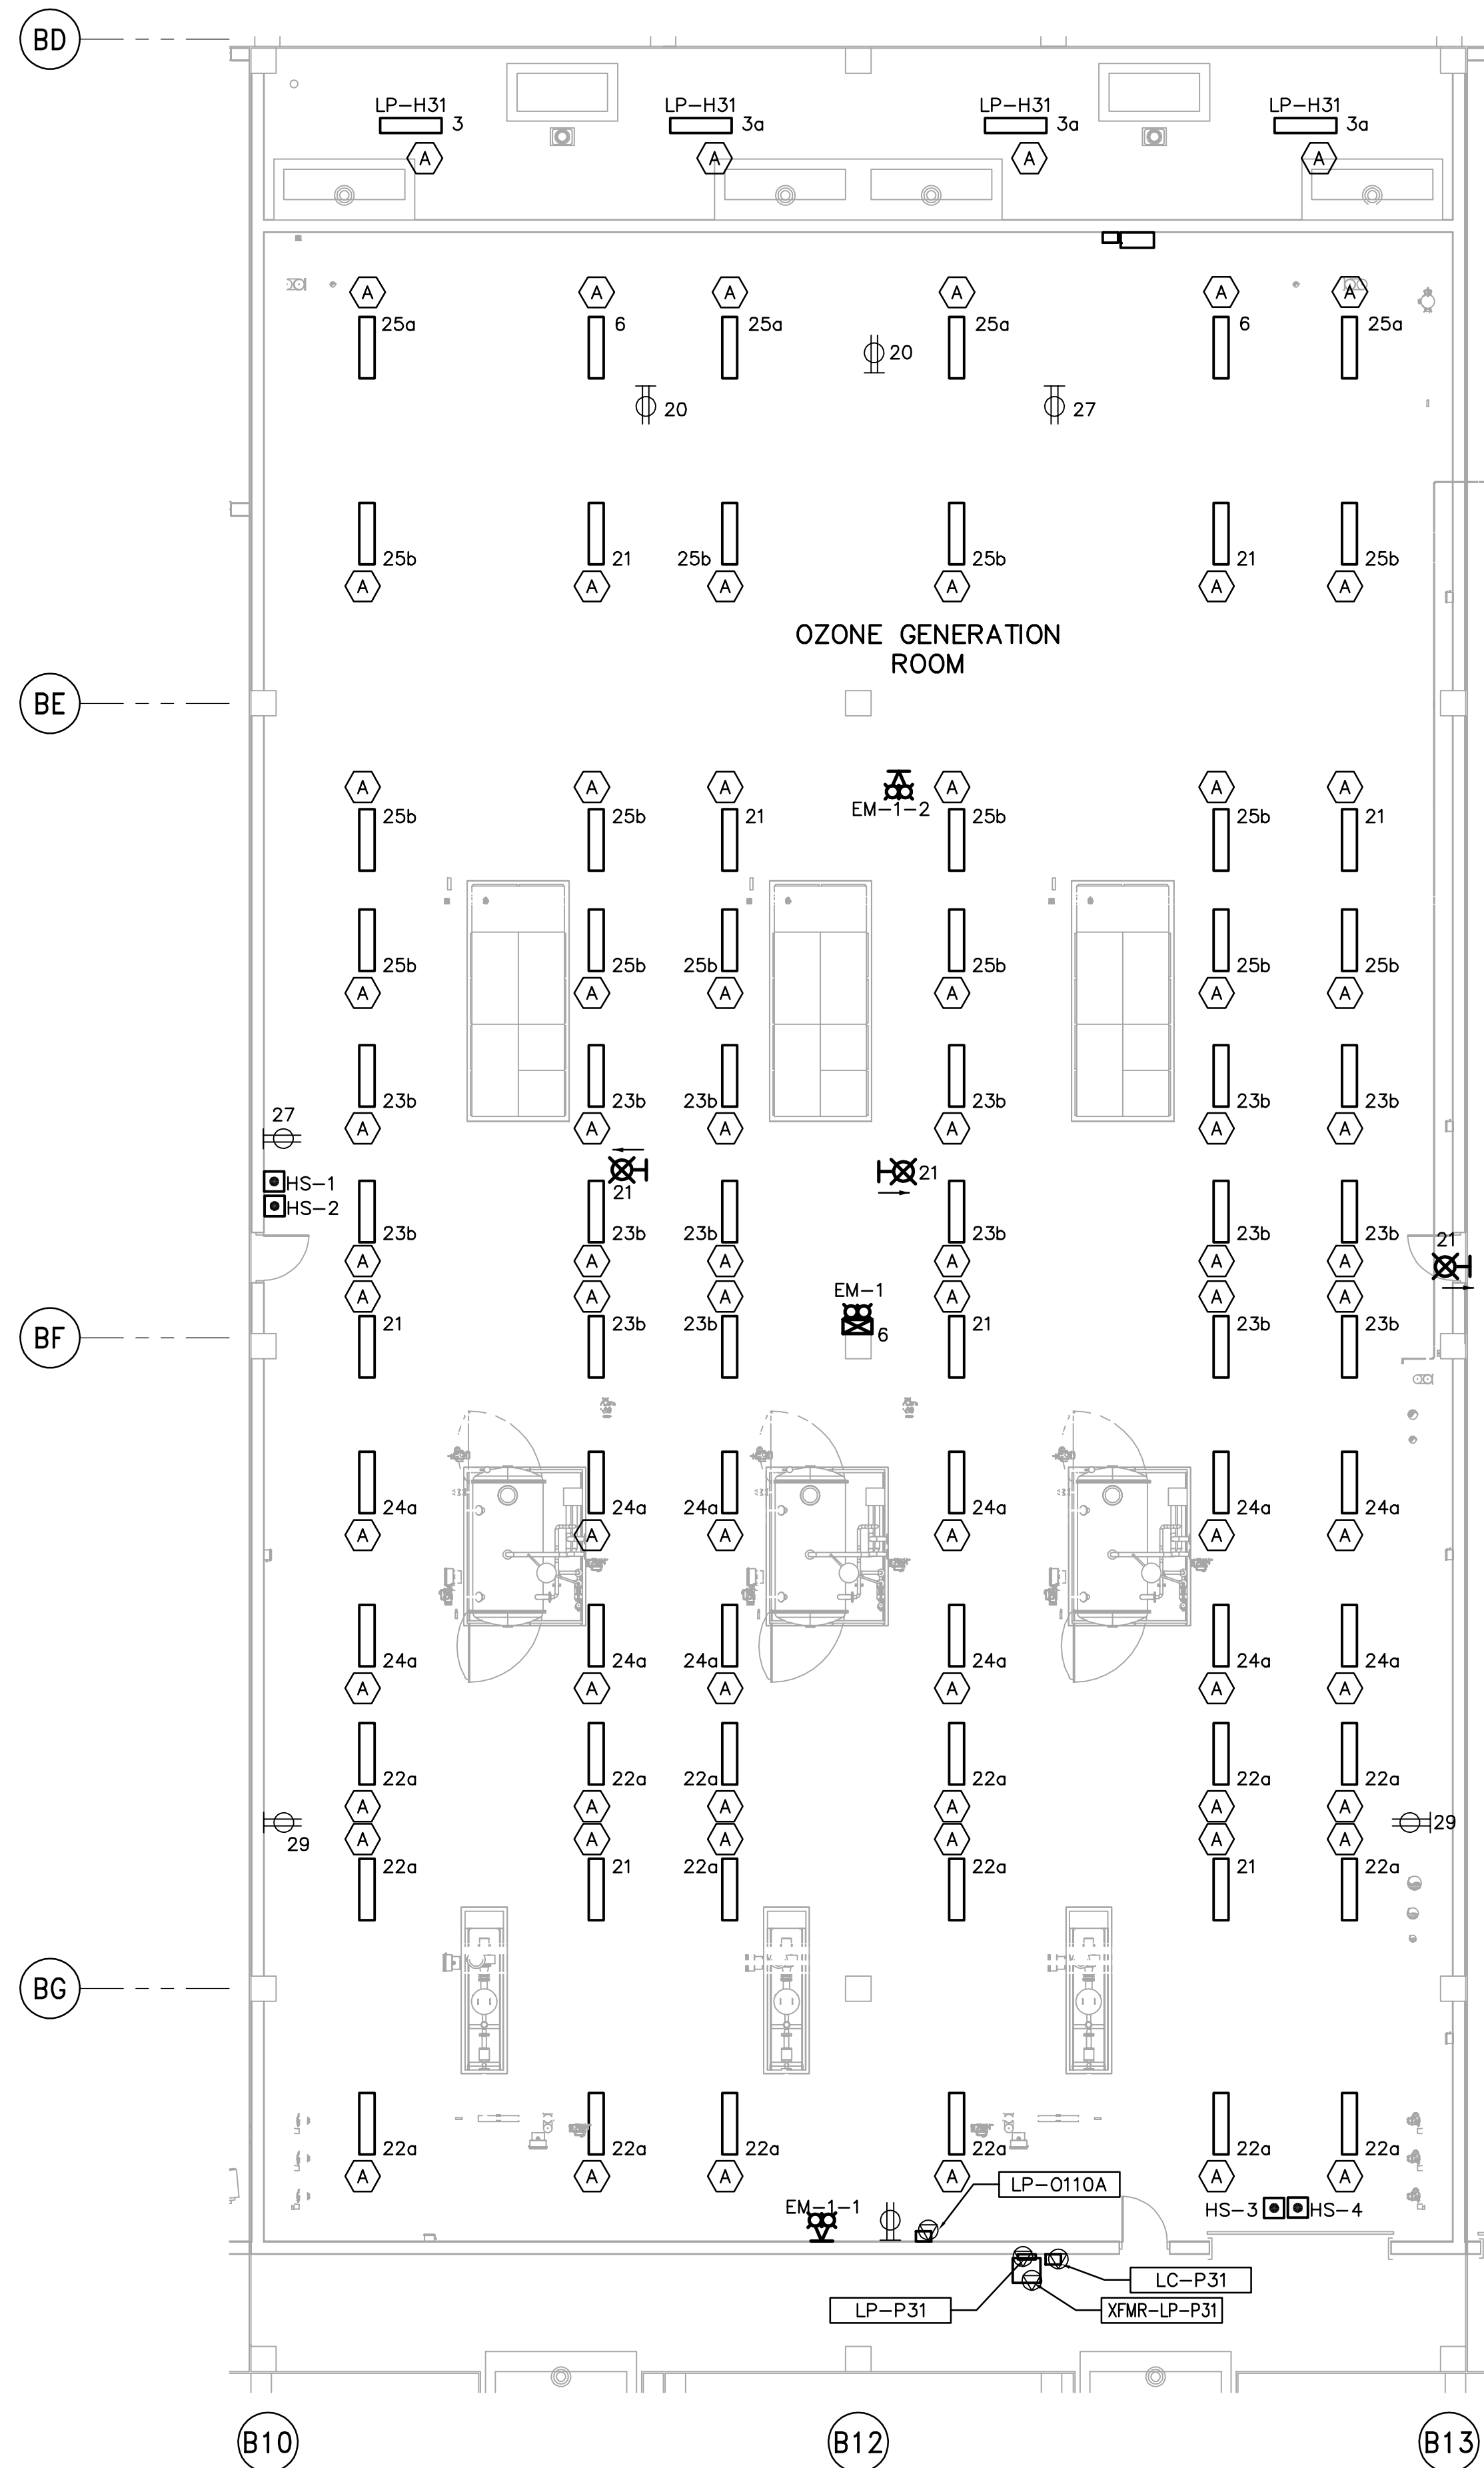 BD
LP-H31 LP-H31 LP-H31 LP-H31
3 3a 3a 3a
A A A A
A A A A A A
25a 6 25a 25a 6 25a
20
20 27
25b 21 25b 25b 21 25b
A A A A A A
OZONE GENERATION
ROOM
BE
A A A A A A
EM-1-2
25b 25b 21 25b 25b 21
25b 25b 25b 25b 25b 25b
A A A A A A
23b 23b 23b 23b 23b 23b
27
A A A A A A
21
HS-1
21
HS-2
23b 23b 23b 23b 23b 23b
21
A A A A A A
EM-1
A A A A A A
21 23b 23b 21 23b 23b
6
BF
24a 24a 24a 24a 24a 24a
A A A A A A
24a 24a 24a 24a 24a 24a
A A A A A A
22a 22a 22a 22a 22a 22a
A A A A A A
29
A A A A A A
29
22a 21 22a 22a 21 22a
BG
22a 22a 22a 22a 22a 22a
A A A A A A
LP-0110A
EM-1-1
HS-3 HS-4
LC-P31
LP-P31
XFMR-LP-P31
B10 B12 B13